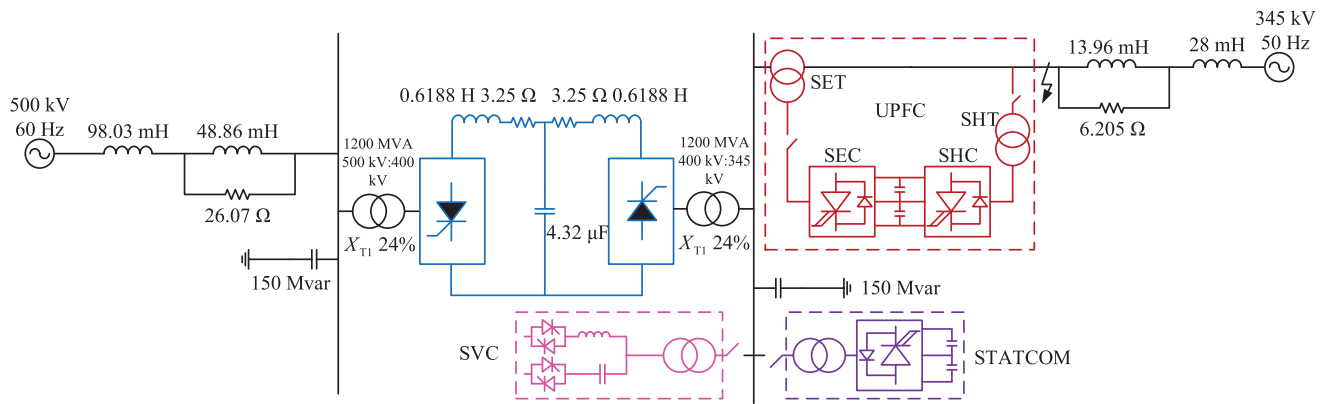 500 kV
60 Hz
98.03 mH
48.86 mH
26.07 Ω
150 Mvar
1200 MVA
500 kV:400
kV
X_T1 24%
0.6188 H 3.25 Ω
3.25 Ω 0.6188 H
4.32 μF
1200 MVA
400 kV:345
kV
X_T1 24%
SET
UPFC
SHT
SEC
SHC
13.96 mH
28 mH
6.205 Ω
345 kV
50 Hz
150 Mvar
SVC
STATCOM